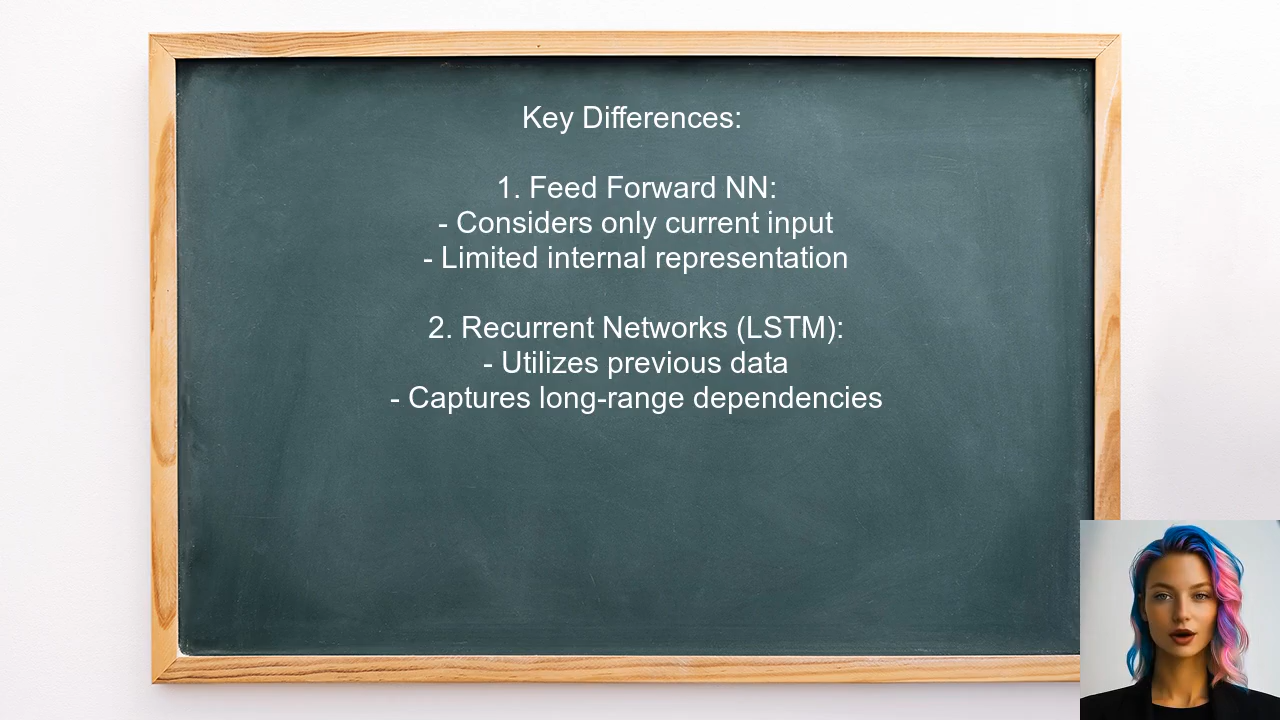 Key Differences:
1. Feed Forward NN:
- Considers only current input
- Limited internal representation
2. Recurrent Networks (LSTM):
- Utilizes previous data
- Captures long-range dependencies